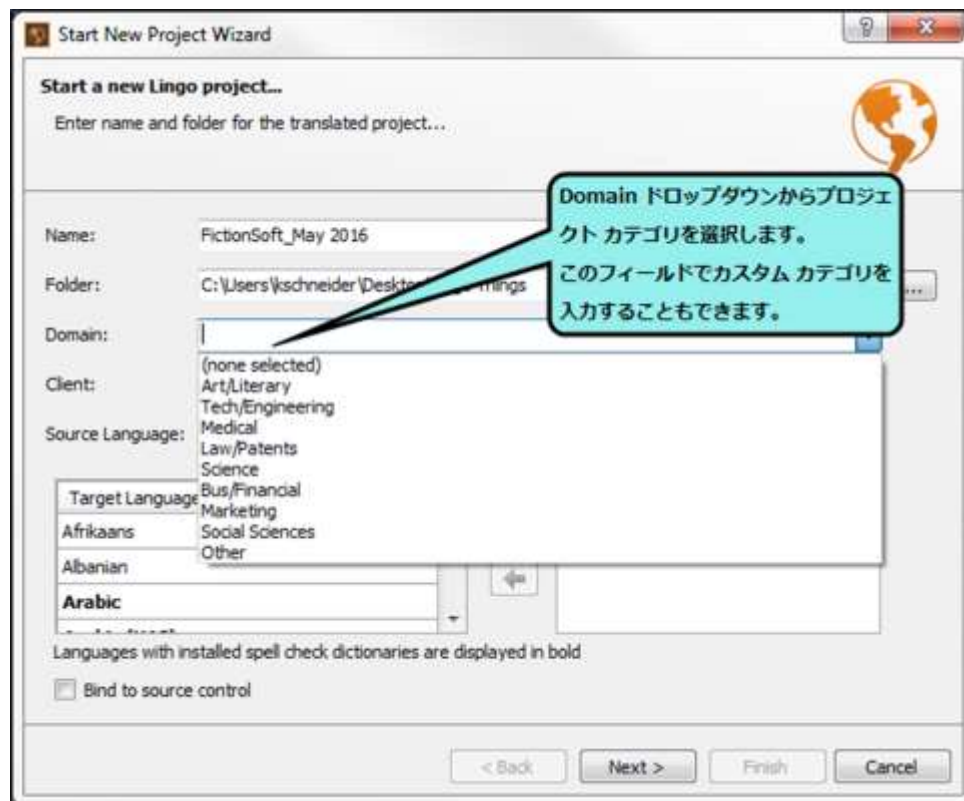 Start New Project Wizard
Start a new Lingo project...
Enter name and folder for the translated project...
Domain ドロップダウンからプロジェ
クト カテゴリを選択します。
このフィールドでカスタム カテゴリを
入力することもできます。
Name: FictionSoft_May 2016
Folder: C:\Users\kschneider\Desktop ...
Domain:
(none selected)
Client: Art/Literary
Tech/Engineering
Source Language: Medical
Law/Patents
Science
Bus/Financial
Target Language
Marketing
Afrikaans Social Sciences
Other
Albanian
Arabic
Languages with installed spell check dictionaries are displayed in bold
Bind to source control
< Back Next > Finish Cancel